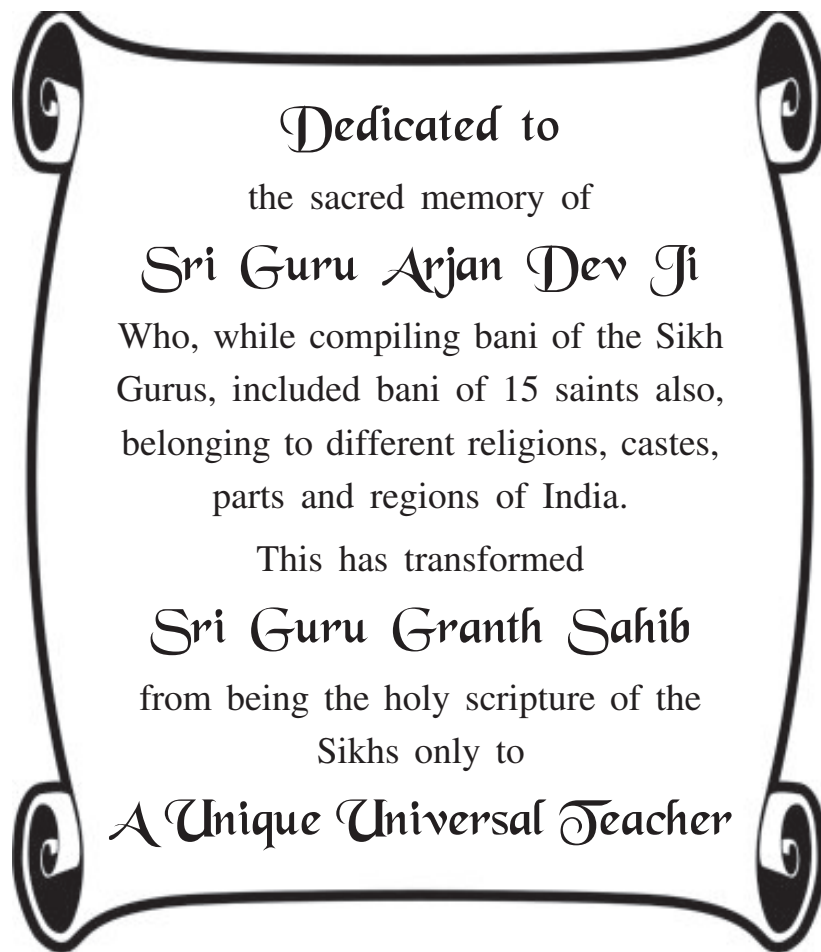 Dedicated to
the sacred memory of
Sri Guru Arjan Dev Ji
Who, while compiling bani of the Sikh
Gurus, included bani of 15 saints also,
belonging to different religions, castes,
parts and regions of India.
This has transformed
Sri Guru Granth Sahib
from being the holy scripture of the
Sikhs only to
A Unique Universal Teacher